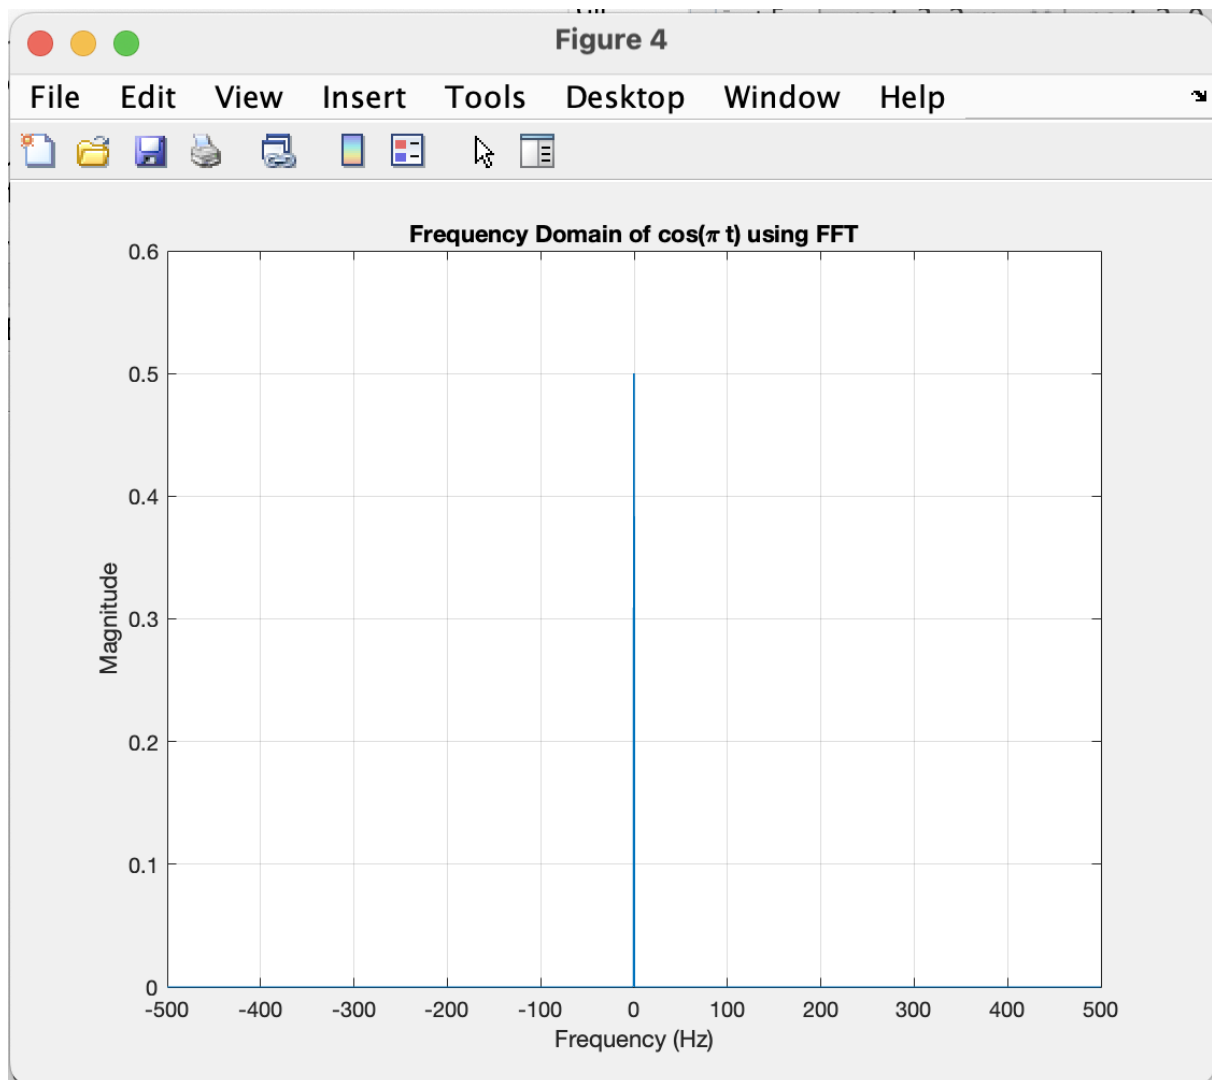 Figure 4
File Edit View Insert Tools Desktop Window Help
Frequency Domain of cos(π t) using FFT
0.6
0.5
0.4
0.3
0.2
0.1
0
Magnitude
-500 -400 -300 -200 -100 0 100 200 300 400 500
Frequency (Hz)